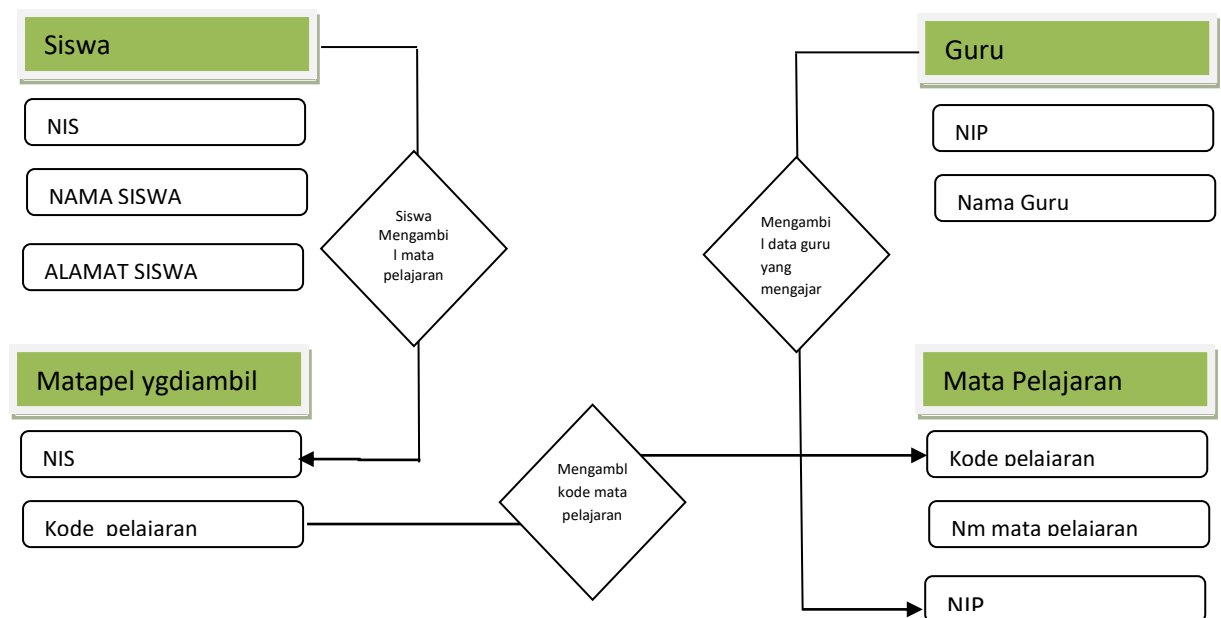 Siswa
NIS
NAMA SISWA
ALAMAT SISWA
Siswa
Mengambi
l mata
pelajaran
Guru
NIP
Nama Guru
Mengambi
l data guru
yang
mengajar
Matapel ygdiambil
NIS
Kode pelajaran
Mengambl
kode mata
pelajaran
Mata Pelajaran
Kode pelajaran
Nm mata pelajaran
NIP